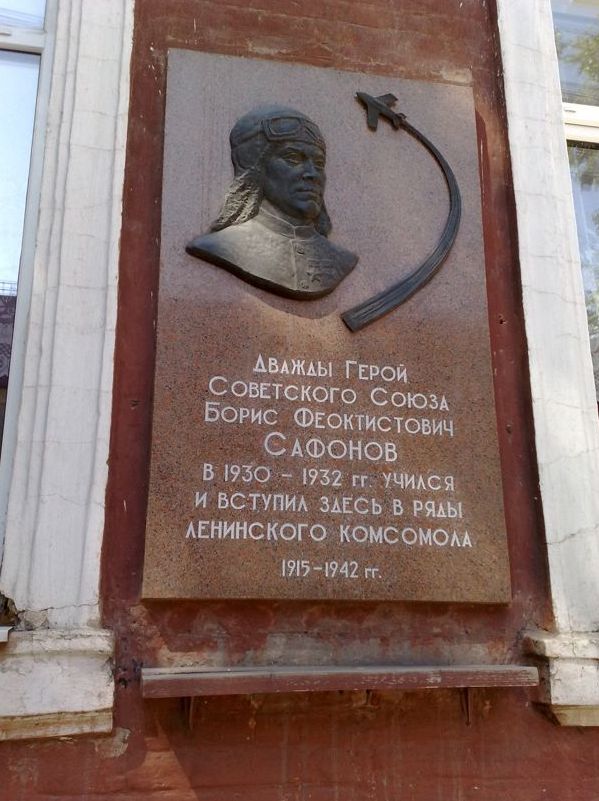 Дважды Герой
Советского Союза
Борис Феоктистович
САФОНОВ
в 1930 – 1932 гг. учился
и вступил здесь в ряды
ленинского комсомола
1915 – 1942 гг.